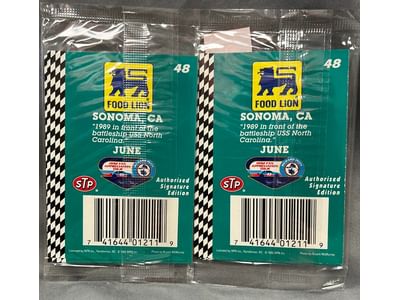 48
FOOD LION
SONOMA, CA
"1989 in front of the
battleship USS North
Carolina."
JUNE
STP
Authorized
Signature
Edition
7 41644 01211 9
48
FOOD LION
SONOMA, CA
"1989 in front of the
battleship USS North
Carolina."
JUNE
STP
Authorized
Signature
Edition
7 41644 01211 9